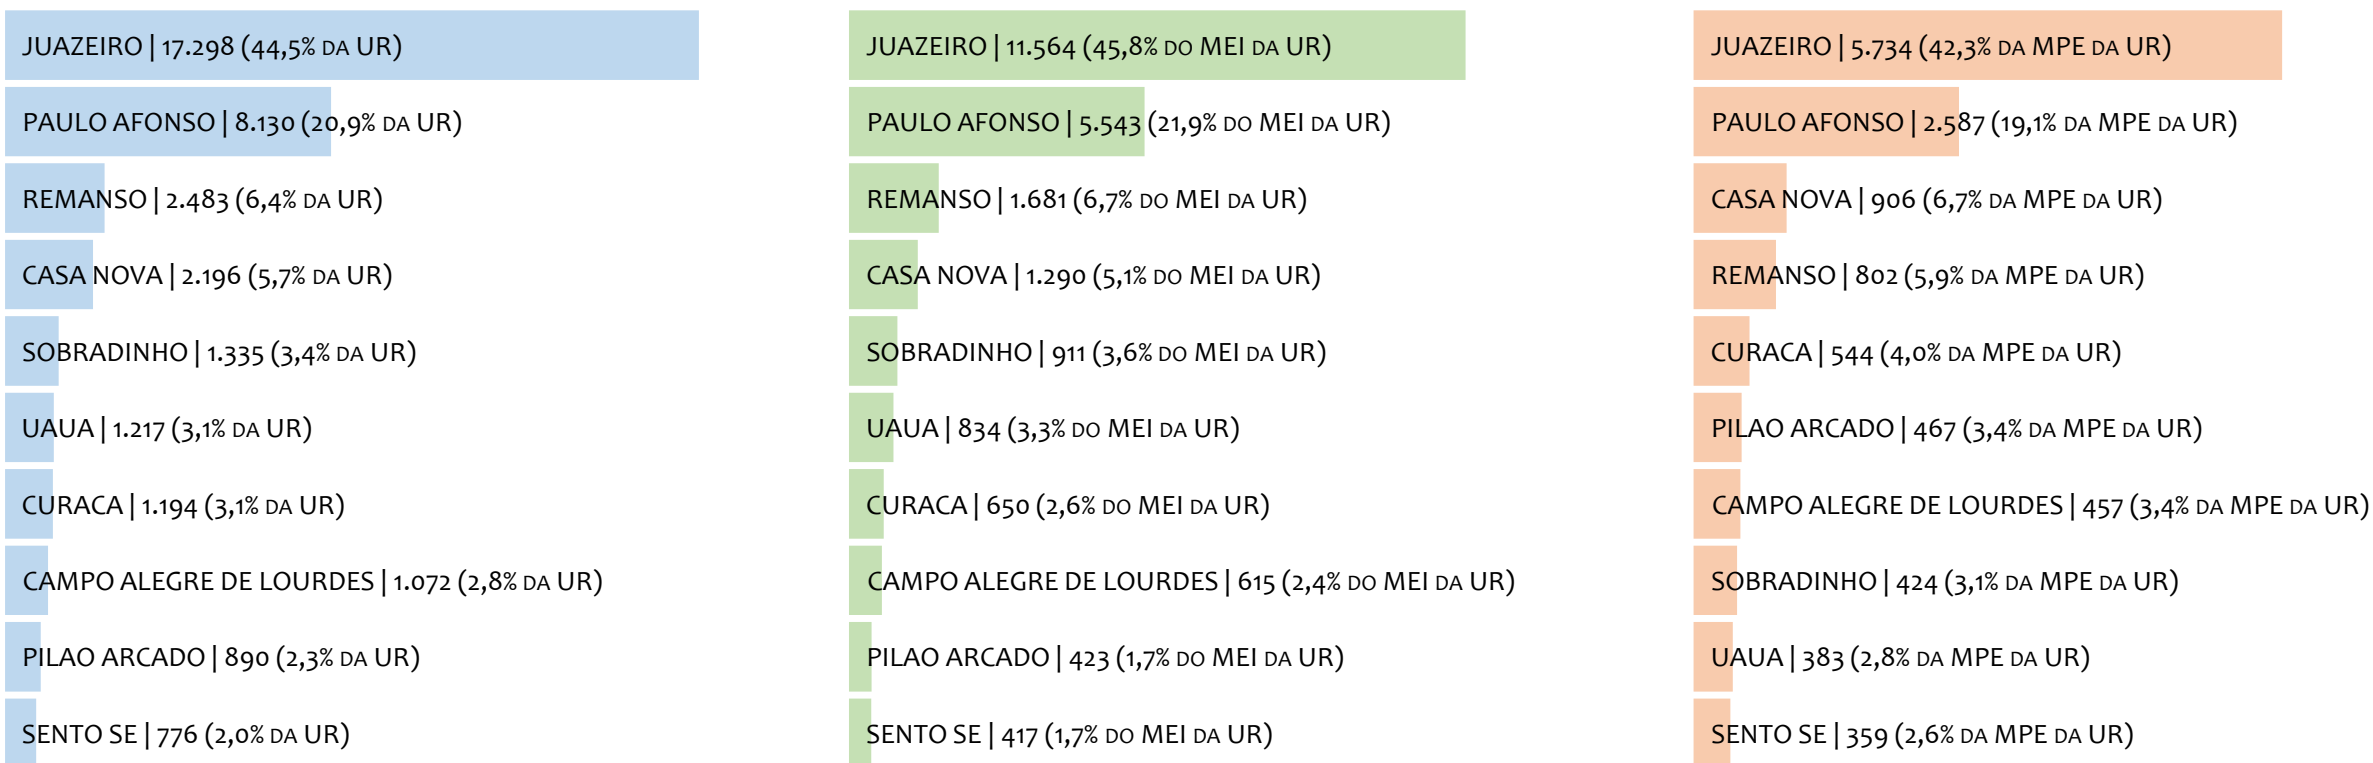 JUAZEIRO | 17.298 (44,5% DA UR)
PAULO AFONSO | 8.130 (20,9% DA UR)
REMANSO | 2.483 (6,4% DA UR)
CASA NOVA | 2.196 (5,7% DA UR)
SOBRADINHO | 1.335 (3,4% DA UR)
UAUA | 1.217 (3,1% DA UR)
CURACA | 1.194 (3,1% DA UR)
CAMPO ALEGRE DE LOURDES | 1.072 (2,8% DA UR)
PILAO ARCADO | 890 (2,3% DA UR)
SENTO SE | 776 (2,0% DA UR)
JUAZEIRO | 11.564 (45,8% DO MEI DA UR)
PAULO AFONSO | 5.543 (21,9% DO MEI DA UR)
REMANSO | 1.681 (6,7% DO MEI DA UR)
CASA NOVA | 1.290 (5,1% DO MEI DA UR)
SOBRADINHO | 911 (3,6% DO MEI DA UR)
UAUA | 834 (3,3% DO MEI DA UR)
CURACA | 650 (2,6% DO MEI DA UR)
CAMPO ALEGRE DE LOURDES | 615 (2,4% DO MEI DA UR)
PILAO ARCADO | 423 (1,7% DO MEI DA UR)
SENTO SE | 417 (1,7% DO MEI DA UR)
JUAZEIRO | 5.734 (42,3% DA MPE DA UR)
PAULO AFONSO | 2.587 (19,1% DA MPE DA UR)
CASA NOVA | 906 (6,7% DA MPE DA UR)
REMANSO | 802 (5,9% DA MPE DA UR)
CURACA | 544 (4,0% DA MPE DA UR)
PILAO ARCADO | 467 (3,4% DA MPE DA UR)
CAMPO ALEGRE DE LOURDES | 457 (3,4% DA MPE DA UR)
SOBRADINHO | 424 (3,1% DA MPE DA UR)
UAUA | 383 (2,8% DA MPE DA UR)
SENTO SE | 359 (2,6% DA MPE DA UR)